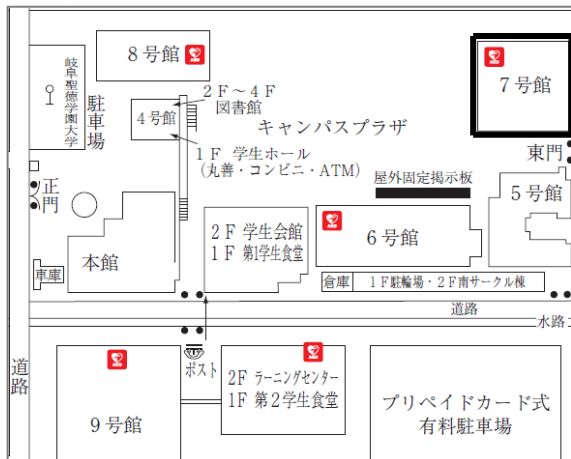 8号館
7号館
岐阜聖徳学園大学
駐車場
4号館
2F～4F
図書館
キャンパスプラザ
1F 学生ホール
(丸善・コンビニ・ATM)
東門
正門
屋外固定掲示板
5号館
2F 学生会館
1F 第1学生食堂
6号館
本館
車庫
倉庫
1F駐輪場・2F南サークル棟
道路
水路
道路
ポスト
2F ラーニングセンター
1F 第2学生食堂
9号館
プリペイドカード式
有料駐車場